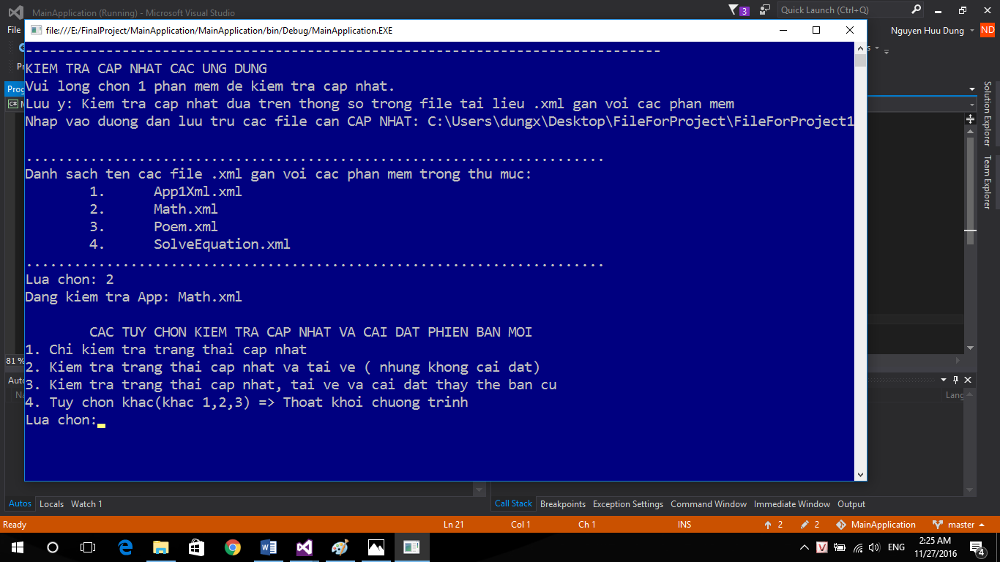 MainApplication (Running) - Microsoft Visual Studio
3
Quick Launch (Ctrl+Q)
File
Nguyen Huu Dung
ND
file:///E:/FinalProject/MainApplication/MainApplication/bin/Debug/MainApplication.EXE
-------------------------------------------------------------------------------
KIEM TRA CAP NHAT CAC UNG DUNG
Vui long chon 1 phan mem de kiem tra cap nhat.
Luu y: Kiem tra cap nhat dua tren thong so trong file tai lieu .xml gan voi cac phan mem
Nhap vao duong dan luu tru cac file can CAP NHAT: C:\Users\dungx\Desktop\FileForProject\FileForProject1
........................................................................
Danh sach ten cac file .xml gan voi cac phan mem trong thu muc:
1. App1Xml.xml
2. Math.xml
3. Poem.xml
4. SolveEquation.xml
........................................................................
Lua chon: 2
Dang kiem tra App: Math.xml
CAC TUY CHON KIEM TRA CAP NHAT VA CAI DAT PHIEN BAN MOI
1. Chi kiem tra trang thai cap nhat
2. Kiem tra trang thai cap nhat va tai ve ( nhung khong cai dat)
3. Kiem tra trang thai cap nhat, tai ve va cai dat thay the ban cu
4. Tuy chon khac(khac 1,2,3) => Thoat khoi chuong trinh
Lua chon:
Solution Explorer
Team Explorer
81 %
Lang
Autos Locals Watch 1
Call Stack Breakpoints Exception Settings Command Window Immediate Window Output
Ready Ln 21 Col 1 Ch 1 INS 2 2 MainApplication master
ENG
2:25 AM
11/27/2016
4